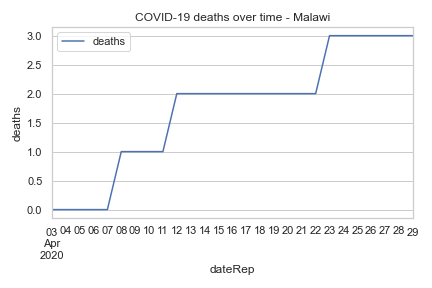 COVID-19 deaths over time - Malawi
deaths
3.0
2.5
2.0
1.5
1.0
0.5
0.0
deaths
03 04 05 06 07 08 09 10 11 12 13 14 15 16 17 18 19 20 21 22 23 24 25 26 27 28 29
Apr
2020
dateRep